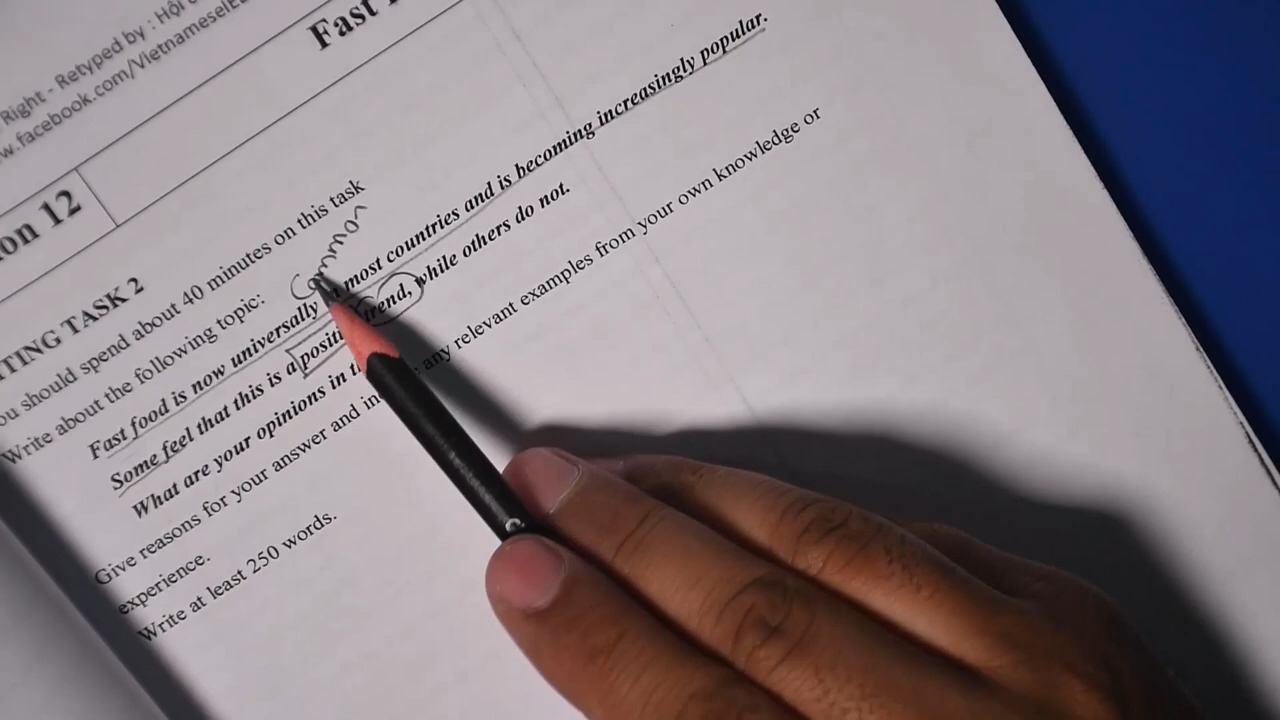 Right - Retyped by : Hội
.facebook.com/VietnameseIE
Fast
on 12
TING TASK 2
ou should spend about 40 minutes on this task
Write about the following topic:
Common
Fast food is now universally most countries and is becoming increasingly popular.
Some feel that this is a positi trend, while others do not.
What are your opinions in
Give reasons for your answer and in any relevant examples from your own knowledge or
experience.
Write at least 250 words.